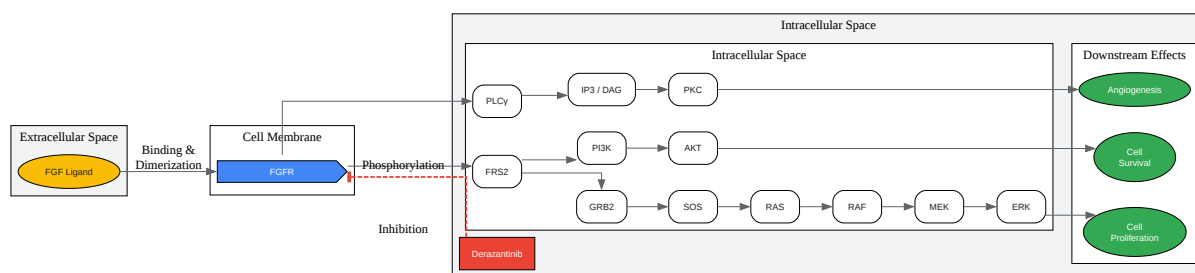 Intracellular Space
Intracellular Space
Downstream Effects
IP3 / DAG
PKC
Angiogenesis
PLCγ
Extracellular Space
Cell Membrane
Binding &
Dimerization
PI3K
AKT
Cell
Survival
Phosphorylation
FGF Ligand
FGFR
FRS2
GRB2
SOS
RAS
RAF
MEK
ERK
Cell
Proliferation
Inhibition
Derazantinib